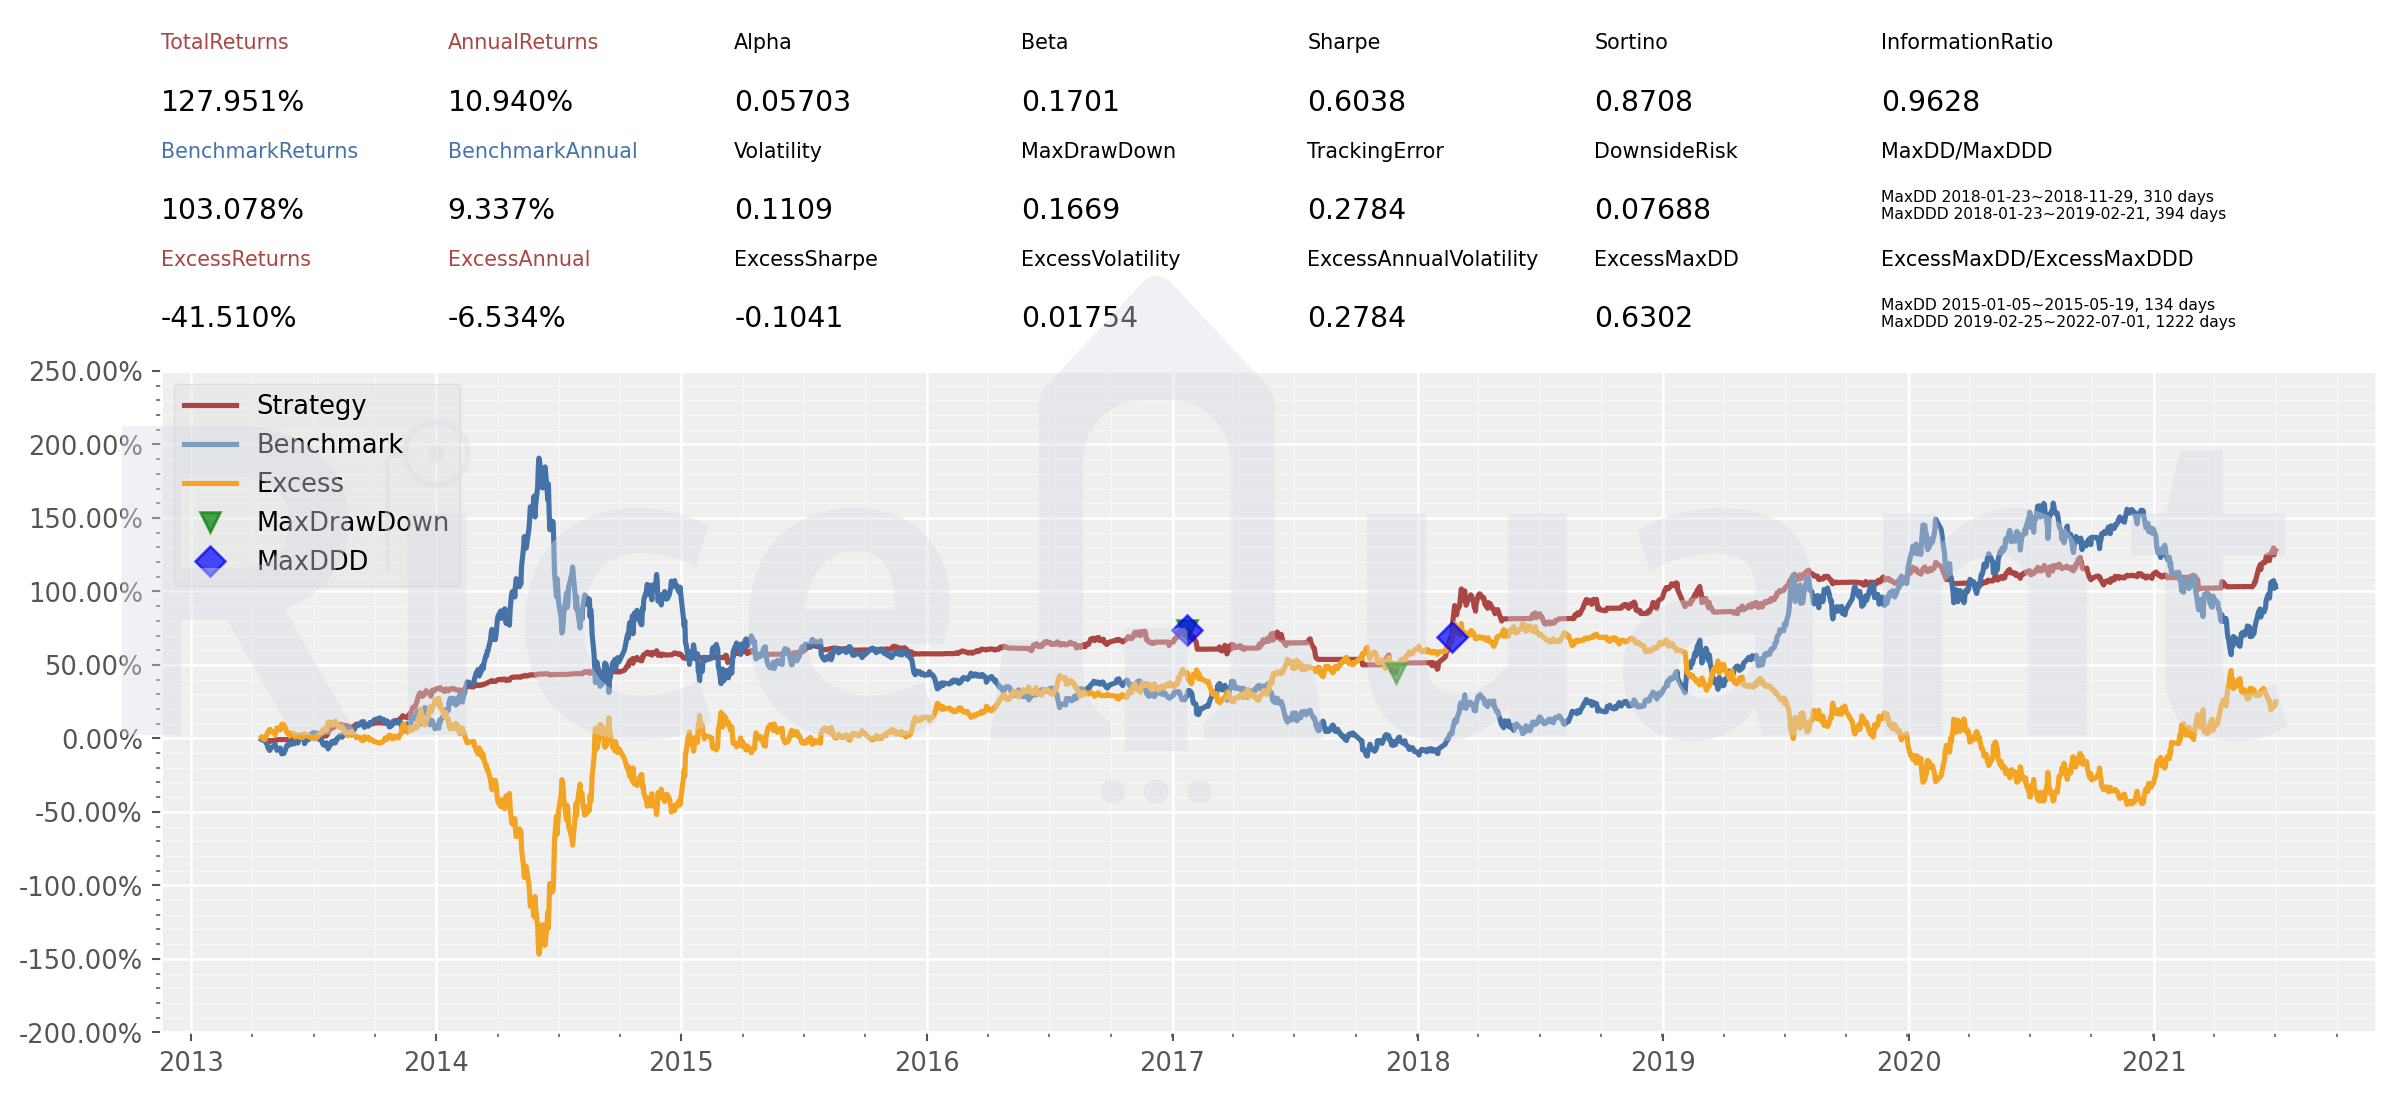 TotalReturns AnnualReturns Alpha Beta Sharpe Sortino InformationRatio
127.951% 10.940% 0.05703 0.1701 0.6038 0.8708 0.9628
BenchmarkReturns BenchmarkAnnual Volatility MaxDrawDown TrackingError DownsideRisk MaxDD/MaxDDD
103.078% 9.337% 0.1109 0.1669 0.2784 0.07688 MaxDD 2018-01-23~2018-11-29, 310 days
MaxDDD 2018-01-23~2019-02-21, 394 days
ExcessReturns ExcessAnnual ExcessSharpe ExcessVolatility ExcessAnnualVolatility ExcessMaxDD ExcessMaxDD/ExcessMaxDDD
-41.510% -6.534% -0.1041 0.01754 0.2784 0.6302 MaxDD 2015-01-05~2015-05-19, 134 days
MaxDDD 2019-02-25~2022-07-01, 1222 days
250.00%
200.00%
150.00%
100.00%
50.00%
0.00%
-50.00%
-100.00%
-150.00%
-200.00%
Strategy
Benchmark
Excess
MaxDrawDown
MaxDDD
RiceQuant
2013 2014 2015 2016 2017 2018 2019 2020 2021